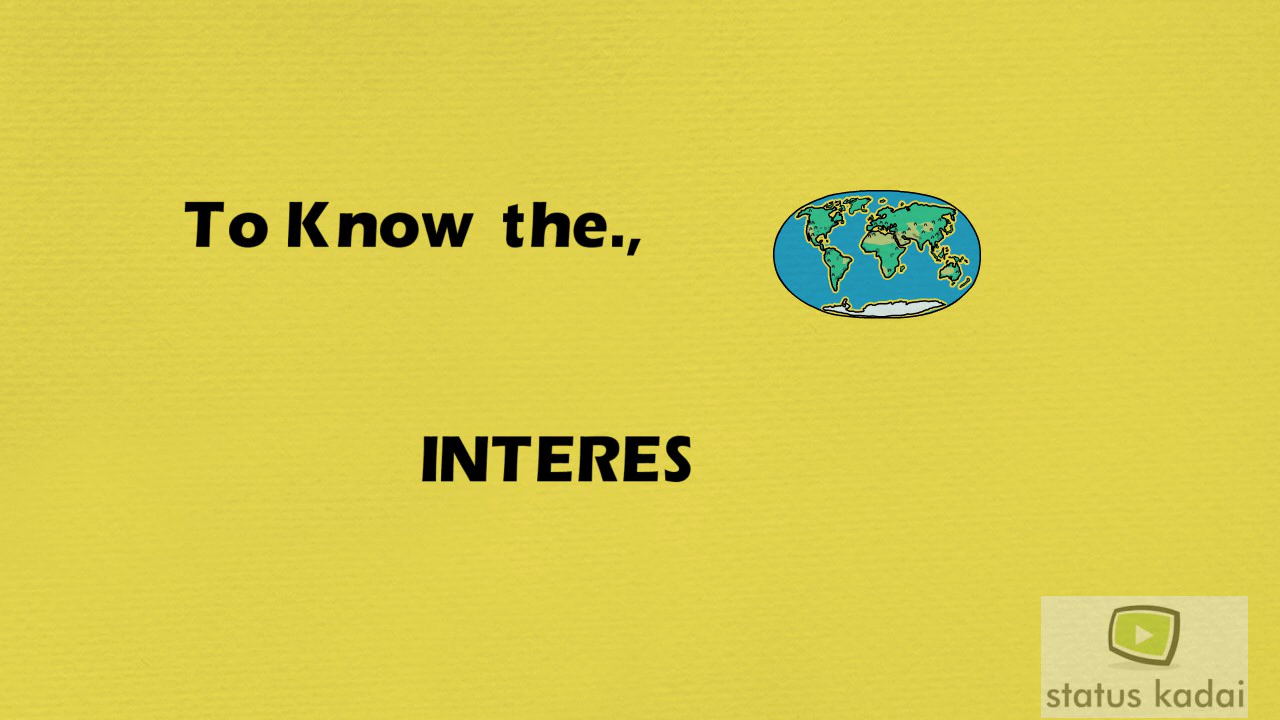 To Know the.,
INTERES
status kadai